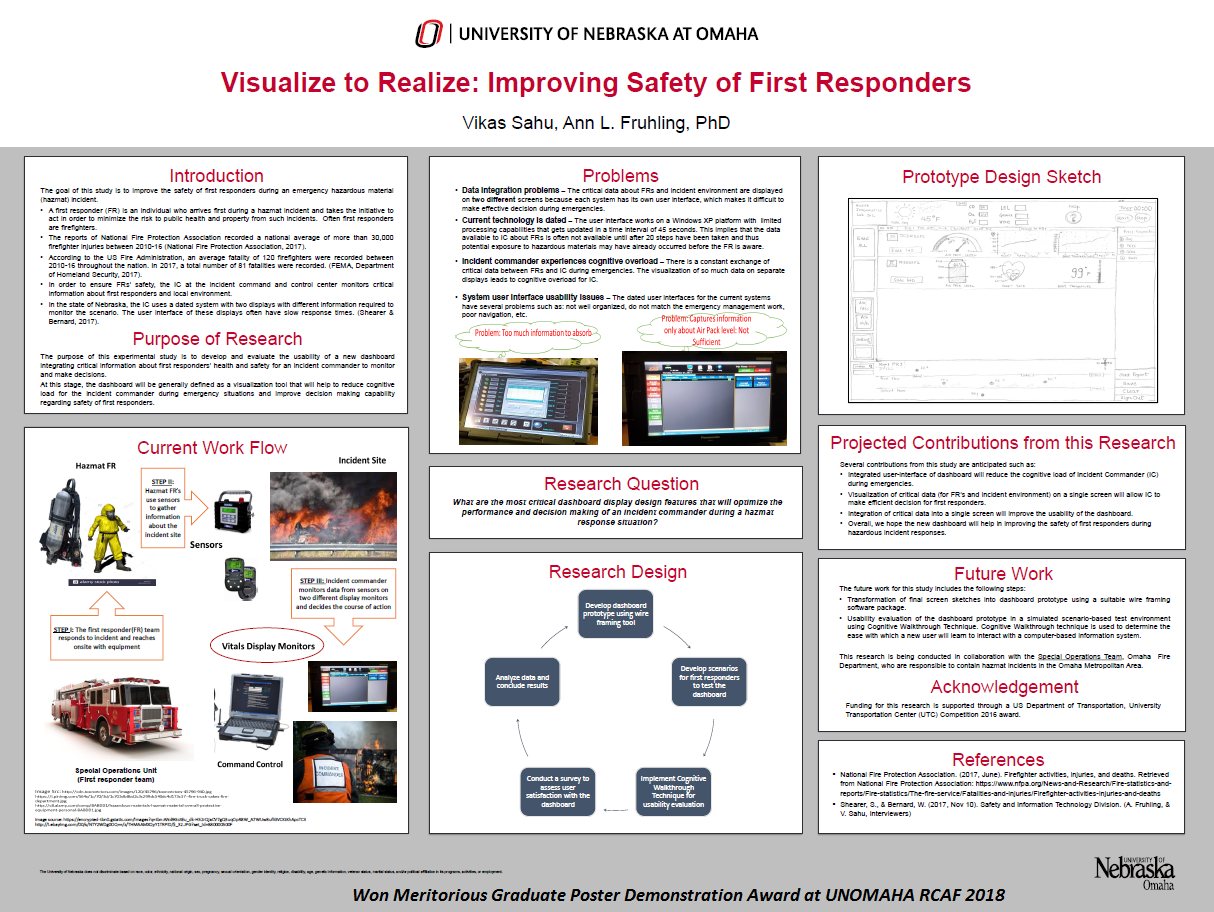 UNIVERSITY OF NEBRASKA AT OMAHA
Visualize to Realize: Improving Safety of First Responders
Vikas Sahu, Ann L. Fruhling, PhD
Introduction
The goal of this study is to improve the safety of first responders during an emergency hazardous material
(hazmat) incident.
• A first responder (FR) is an individual who arrives first during a hazmat incident and takes the initiative to
act in order to minimize the risk to public health and property from such incidents. Often first responders
are firefighters.
• The reports of National Fire Protection Association recorded a national average of more than 30,000
firefighter injuries between 2010-16 (National Fire Protection Association, 2017).
• According to the US Fire Administration, an average fatality of 120 firefighters were recorded between
2010-16 throughout the nation. In 2017, a total number of 81 fatalities were recorded. (FEMA, Department
of Homeland Security, 2017).
• In order to ensure FRs' safety, the IC at the incident command and control center monitors critical
information about first responders and local environment.
• In the state of Nebraska, the IC uses a dated system with two displays with different information required to
monitor the scenario. The user interface of these displays often have slow response times. (Shearer &
Bernard, 2017).
Purpose of Research
The purpose of this experimental study is to develop and evaluate the usability of a new dashboard
integrating critical information about first responders' health and safety for an incident commander to monitor
and make decisions.
At this stage, the dashboard will be generally defined as a visualization tool that will help to reduce cognitive
load for the incident commander during emergency situations and improve decision making capability
regarding safety of first responders.
Current Work Flow
Hazmat FR
Incident Site
STEP II:
Hazmat FR's
use sensors
to gather
information
about the
incident site
Sensors
STEP III: Incident commander
monitors data from sensors on
two different display monitors
and decides the course of action
STEP I: The first responder(FR) team
responds to incident and reaches
onsite with equipment
Vitals Display Monitors
INCIDENT
COMMANDER
Command Control
Special Operations Unit
(First responder team)
Problems
• Data integration problems – The critical data about FRs and incident environment are displayed
on two different screens because each system has its own user interface, which makes it difficult to
make effective decision during emergencies.
• Current technology is dated – The user interface works on a Windows XP platform with limited
processing capabilities that gets updated in a time interval of 45 seconds. This implies that the data
available to IC about FRs is often not available until after 20 steps have been taken and thus
potential exposure to hazardous materials may have already occurred before the FR is aware.
• Incident commander experiences cognitive overload – There is a constant exchange of
critical data between FRs and IC during emergencies. The visualization of so much data on separate
displays leads to cognitive overload for IC.
• System user interface usability issues – The dated user interfaces for the current systems
have several problems such as: not well organized, do not match the emergency management work,
poor navigation, etc.
Problem: Too much information to absorb
Problem: Captures information
only about Air Pack level: Not
Sufficient
Research Question
What are the most critical dashboard display design features that will optimize the
performance and decision making of an incident commander during a hazmat
response situation?
Research Design
Develop dashboard
prototype using wire
framing tool
Develop scenarios
for first responders
to test the
dashboard
Implement Cognitive
Walkthrough
Technique for
usability evaluation
Conduct a survey to
assess user
satisfaction with the
dashboard
Analyze data and
conclude results
Prototype Design Sketch
45°F
99°F
Projected Contributions from this Research
Several contributions from this study are anticipated such as:
• Integrated user-interface of dashboard will reduce the cognitive load of Incident Commander (IC)
during emergencies.
• Visualization of critical data (for FR's and incident environment) on a single screen will allow IC to
make efficient decision for first responders.
• Integration of critical data into a single screen will improve the usability of the dashboard.
• Overall, we hope the new dashboard will help in improving the safety of first responders during
hazardous incident responses.
Future Work
The future work for this study includes the following steps:
• Transformation of final screen sketches into dashboard prototype using a suitable wire framing
software package.
• Usability evaluation of the dashboard prototype in a simulated scenario-based test environment
using Cognitive Walkthrough Technique. Cognitive Walkthrough technique is used to determine the
ease with which a new user will learn to interact with a computer-based information system.
This research is being conducted in collaboration with the Special Operations Team, Omaha Fire
Department, who are responsible to contain hazmat incidents in the Omaha Metropolitan Area.
Acknowledgement
Funding for this research is supported through a US Department of Transportation, University
Transportation Center (UTC) Competition 2016 award.
References
• National Fire Protection Association. (2017, June). Firefighter activities, injuries, and deaths. Retrieved
from National Fire Protection Association: https://www.nfpa.org/News-and-Research/Fire-statistics-and-
reports/Fire-statistics/The-fire-service/Fatalities-and-injuries/Firefighter-activities-injuries-and-deaths
• Shearer, S., & Bernard, W. (2017, Nov 10). Safety and Information Technology Division. (A. Fruhling, &
V. Sahu, Interviewers)
The University of Nebraska does not discriminate based on race, color, ethnicity, national origin, sex, pregnancy, sexual orientation, gender identity, religion, disability, age, genetic information, veteran status, marital status, and/or political affiliation in its programs, activities, or employment.
UNIVERSITY OF
Nebraska
Omaha
Won Meritorious Graduate Poster Demonstration Award at UNOMAHA RCAF 2018